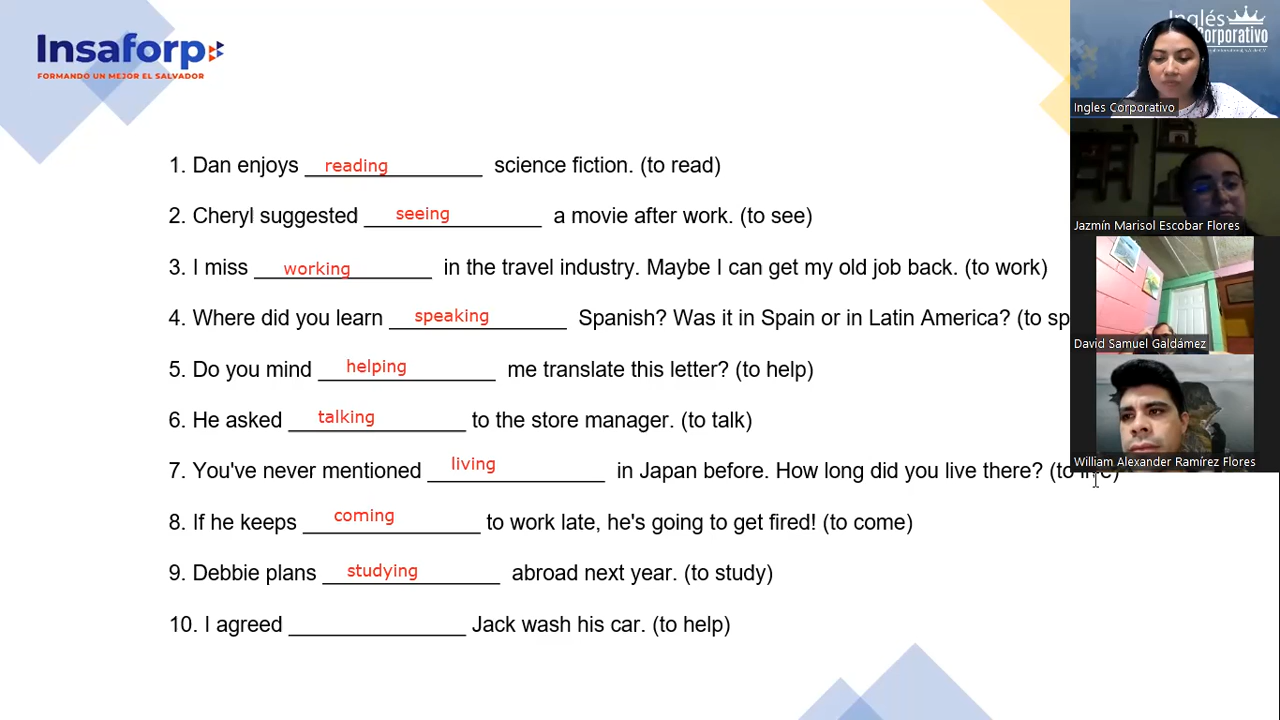 Insaforp
FORMANDO UN MEJOR EL SALVADOR
1. Dan enjoys reading science fiction. (to read)
2. Cheryl suggested seeing a movie after work. (to see)
3. I miss working in the travel industry. Maybe I can get my old job back. (to work)
4. Where did you learn speaking Spanish? Was it in Spain or in Latin America? (to sp
5. Do you mind helping me translate this letter? (to help)
6. He asked talking to the store manager. (to talk)
7. You've never mentioned living in Japan before. How long did you live there? (to live)
8. If he keeps coming to work late, he's going to get fired! (to come)
9. Debbie plans studying abroad next year. (to study)
10. I agreed ______________ Jack wash his car. (to help)
Inglés
Corporativo
Ingles Corporativo
Jazmín Marisol Escobar Flores
David Samuel Galdámez
William Alexander Ramírez Flores